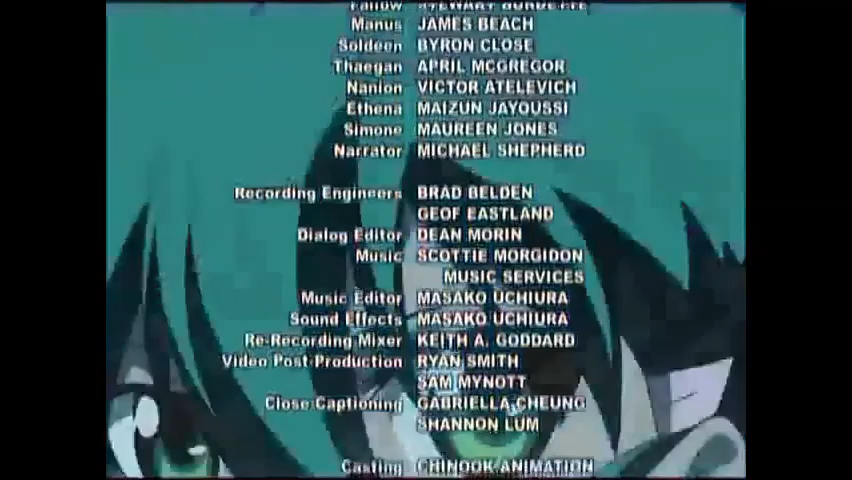 Fallow STEWART BURDETTE
Manus JAMES BEACH
Soldeen BYRON CLOSE
Thaegan APRIL MCGREGOR
Nanion VICTOR ATELEVICH
Ethena MAIZUN JAYOUSSI
Simone MAUREEN JONES
Narrator MICHAEL SHEPHERD
Recording Engineers BRAD BELDEN
GEOF EASTLAND
Dialog Editor DEAN MORIN
Music SCOTTIE MORGIDON
MUSIC SERVICES
Music Editor MASAKO UCHIURA
Sound Effects MASAKO UCHIURA
Re-Recording Mixer KEITH A. GODDARD
Video Post-Production RYAN SMITH
SAM MYNOTT
Close Captioning GABRIELLA CHEUNG
SHANNON LUM
Casting CHINOOK ANIMATION